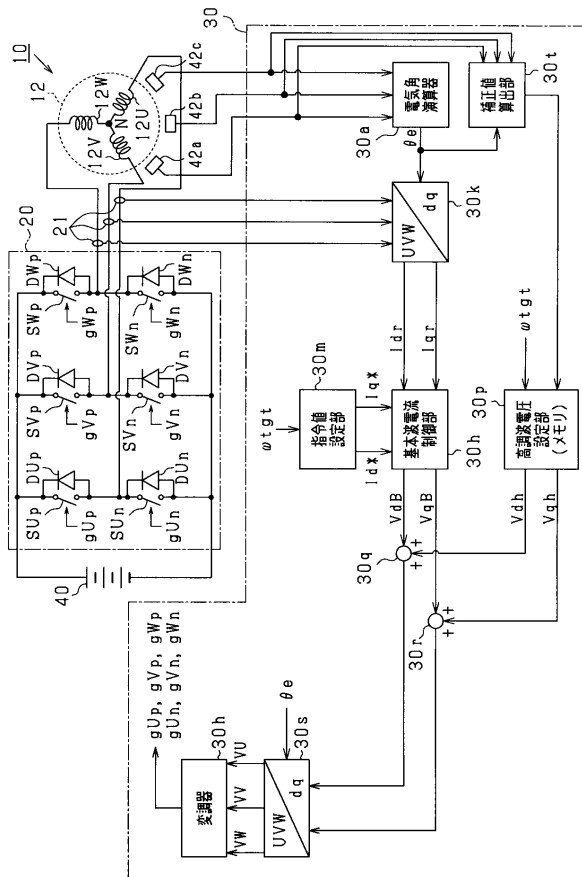 10
12
12W
12U
12V
N
42c
42b
42a
30
電気角
演算器
30a
θe
補正値
算出部
30t
21
dq
UVW
30k
20
DWp
SWp
gWp
DWn
SWn
gWn
DVp
SVp
gVp
DVn
SVn
gVn
DUp
SUp
gUp
DUn
SUn
gUn
40
Idr
Iqr
ωtgt
30m
指令値
設定部
Iq*
Id*
基本波電流
制御部
30h
ωtgt
30p
高調波電圧
設定部
(メモリ)
VdB
VqB
Vdh
Vqh
30q
+
+
30r
+
+
gUp, gVp, gWp
gUn, gVn, gWn
30h
変調器
VU
VV
VW
θe
30s
UVW
dq